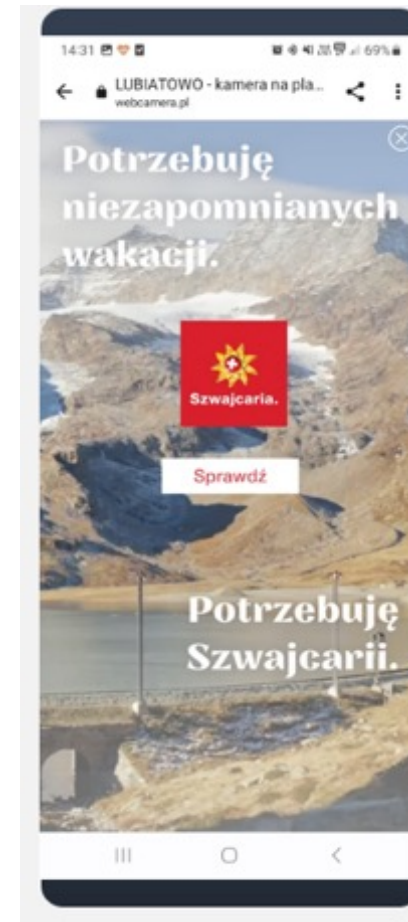 14:31
69%
LUBIATOWO - kamera na pla...
webcamera.pl
Potrzebuję
niezapomnianych
wakacji.
Szwajcaria.
Sprawdź
Potrzebuję
Szwajcarii.